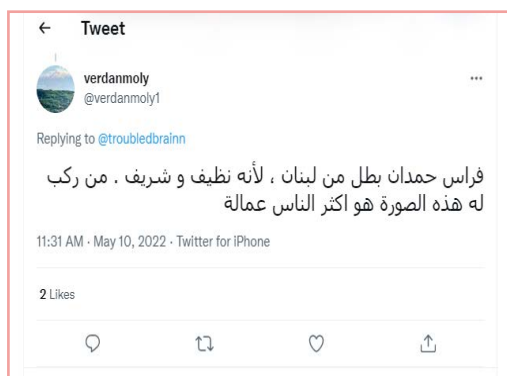 Tweet
verdanmoly
@verdanmoly1
Replying to @troubledbrainn
فراس حمدان بطل من لبنان ، لأنه نظيف و شريف . من ركب
له هذه الصورة هو اكثر الناس عمالة
11:31 AM · May 10, 2022 · Twitter for iPhone
2 Likes